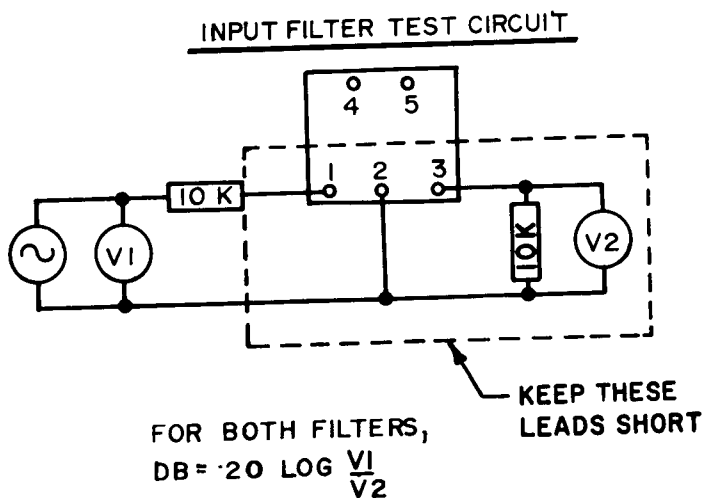 INPUT FILTER TEST CIRCUIT
4 5
1 2 3
10 K
V1
10K
V2
KEEP THESE
LEADS SHORT
FOR BOTH FILTERS,
DB = 20 LOG V1
V2